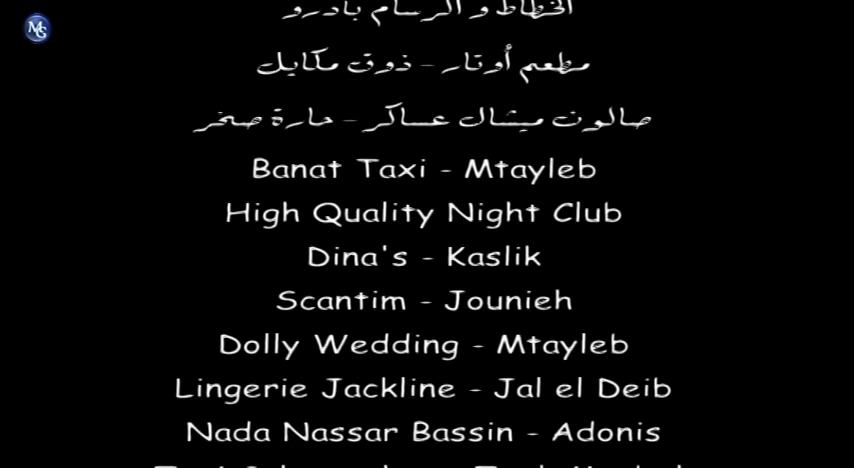 MG
الخطاط و الرسام بادرو
مطعم أوتار - ذوق مكايل
صالون ميشال عساكر - حارة صخر
Banat Taxi - Mtayleb
High Quality Night Club
Dina's - Kaslik
Scantim - Jounieh
Dolly Wedding - Mtayleb
Lingerie Jackline - Jal el Deib
Nada Nassar Bassin - Adonis